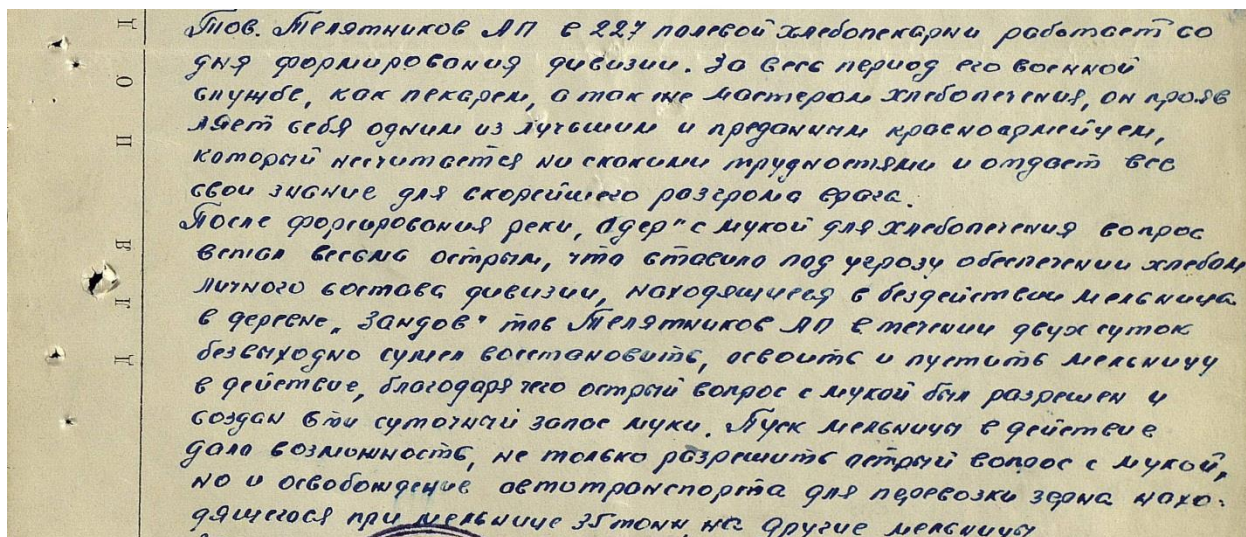 Тов. Телятников АП в 227 полевой хлебопекарни работает со
дня формирования дивизии. За весь период его военной
службе, как пекарем, а так же мастером хлебопечения, он прояв
ляет себя одним из лучьшим и преданным красноармейцем,
который несчитается ни скакими трудностями и отдает все
свои знание для скорейшего разгрома врага.
После форсирования реки, Одер" с мукой для хлебопечения вопрос
встал весьма острым, что ставило под угрозу обеспечении хлебом
личного состава дивизии, находящиеся в бездействии мельница
в деревне „Зандов" тов Телятников АП в течении двух суток
безвыходно сумел восстановить, освоить и пустить мельницу
в действие, благодаря чего острый вопрос с мукой был разрешен и
создан 6ти суточный запас муки. Пуск мельницы в действие
дало возможность, не только разрешить острый вопрос с мукой,
но и освобождение автотранспорта для перевозки зерна нахо-
дящегося при мельнице 35 тонн на другие мельницы